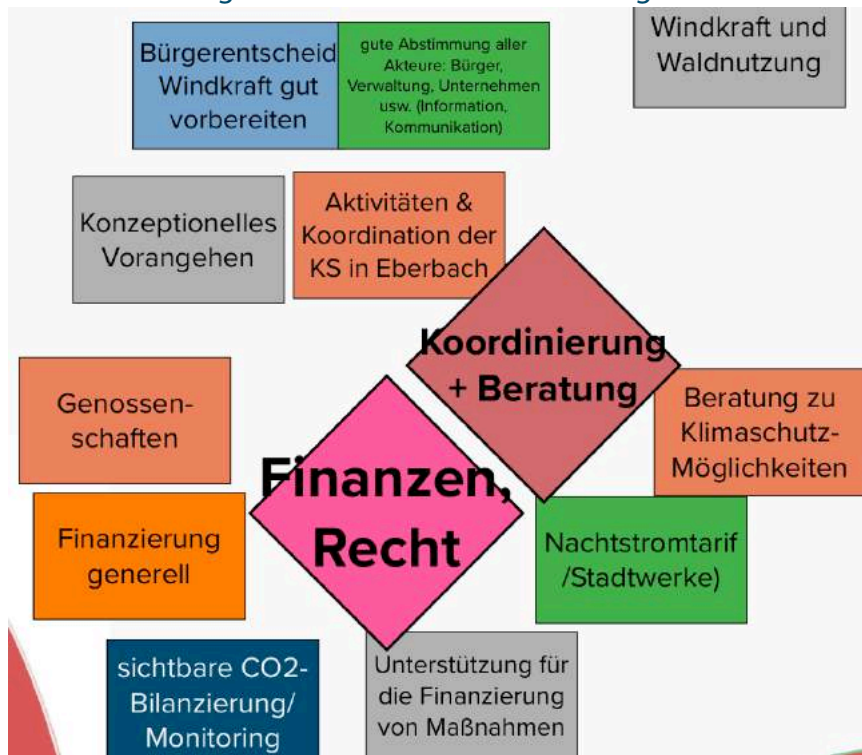 Bürgerentscheid
Windkraft gut
vorbereiten
gute Abstimmung aller
Akteure: Bürger,
Verwaltung, Unternehmen
usw. (Information,
Kommunikation)
Windkraft und
Waldnutzung
Konzeptionelles
Vorangehen
Aktivitäten &
Koordination der
KS in Eberbach
Koordinierung
+ Beratung
Genossen-
schaften
Beratung zu
Klimaschutz-
Möglichkeiten
Finanzen,
Recht
Finanzierung
generell
Nachtstromtarif
/Stadtwerke)
sichtbare CO2-
Bilanzierung/
Monitoring
Unterstützung für
die Finanzierung
von Maßnahmen